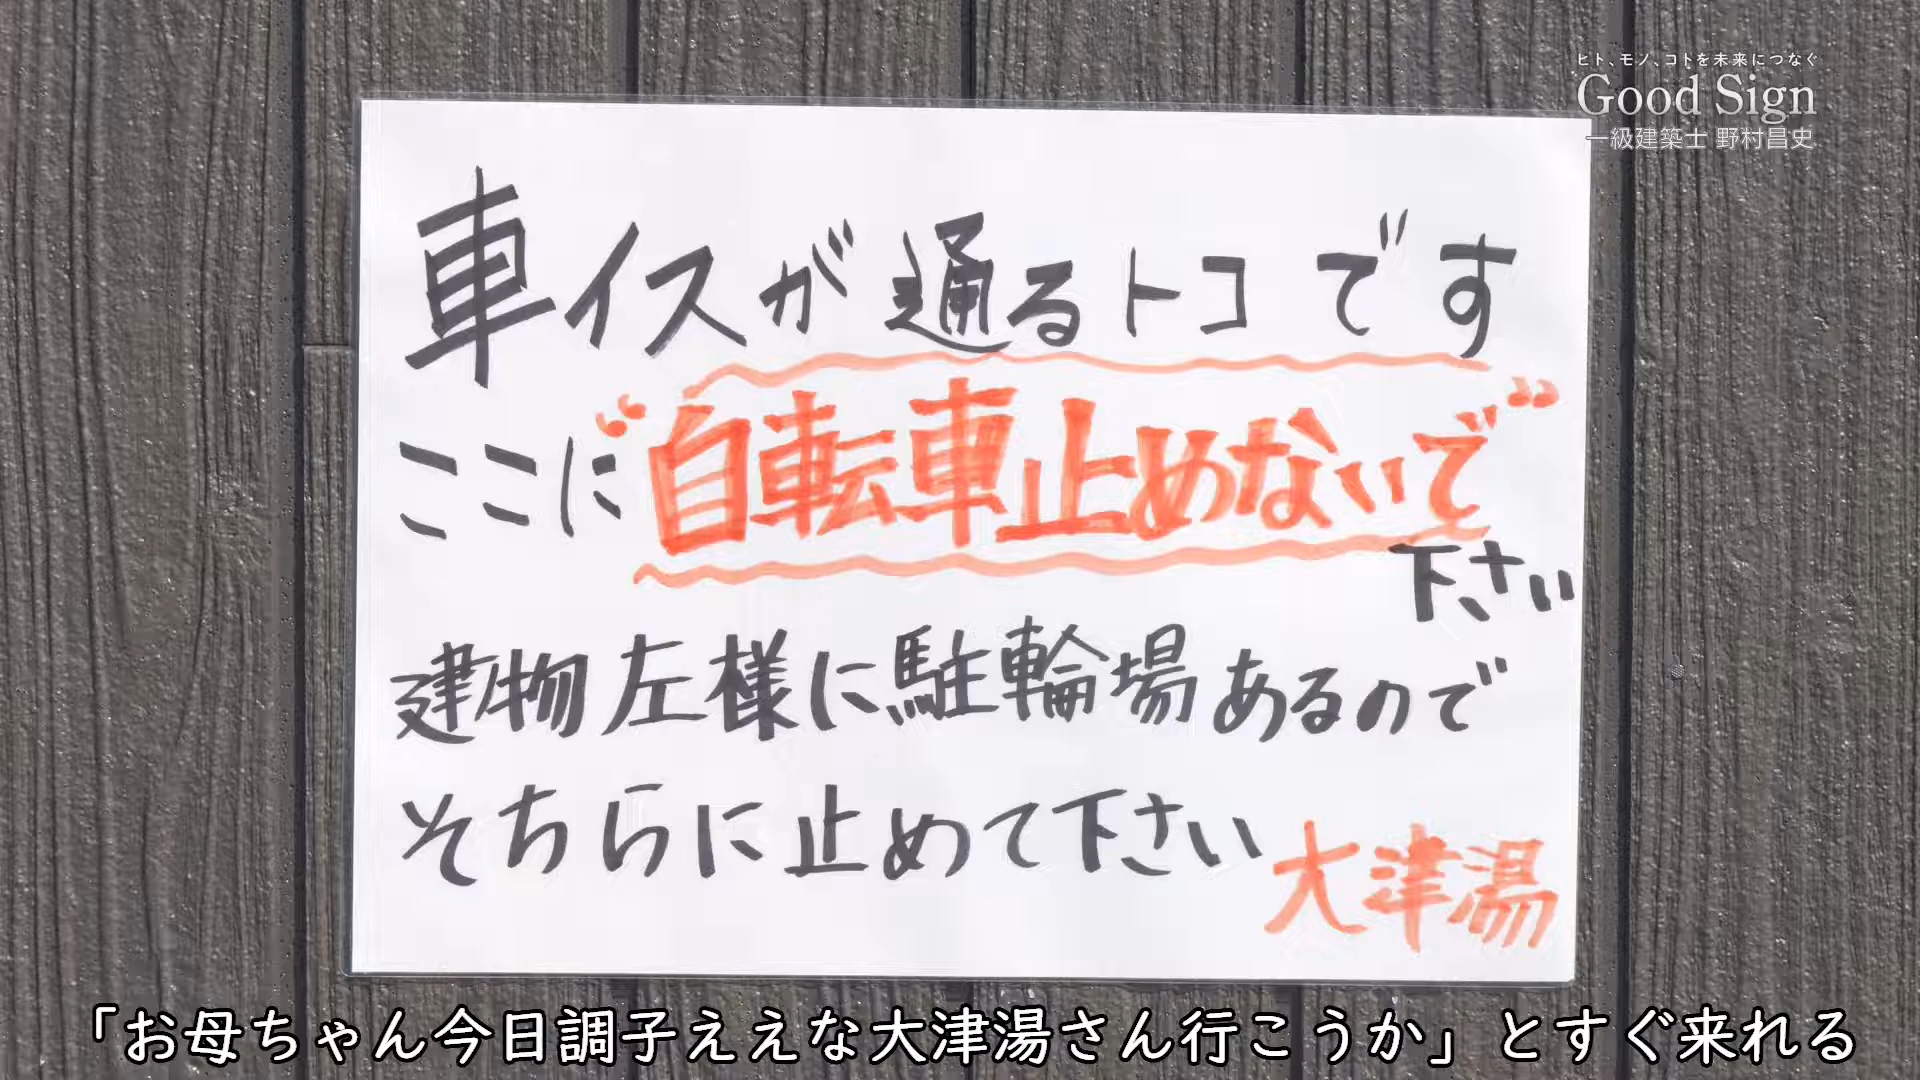 ヒト、モノ、コトを未来につなぐ
Good Sign
一級建築士 野村昌史
車イスが通るトコです
ここに“自転車止めないで”
下さい
建物左様に駐輪場あるので
そちらに止めて下さい
大津湯
「お母ちゃん今日調子ええな大津湯さん行こうか」とすぐ来れる